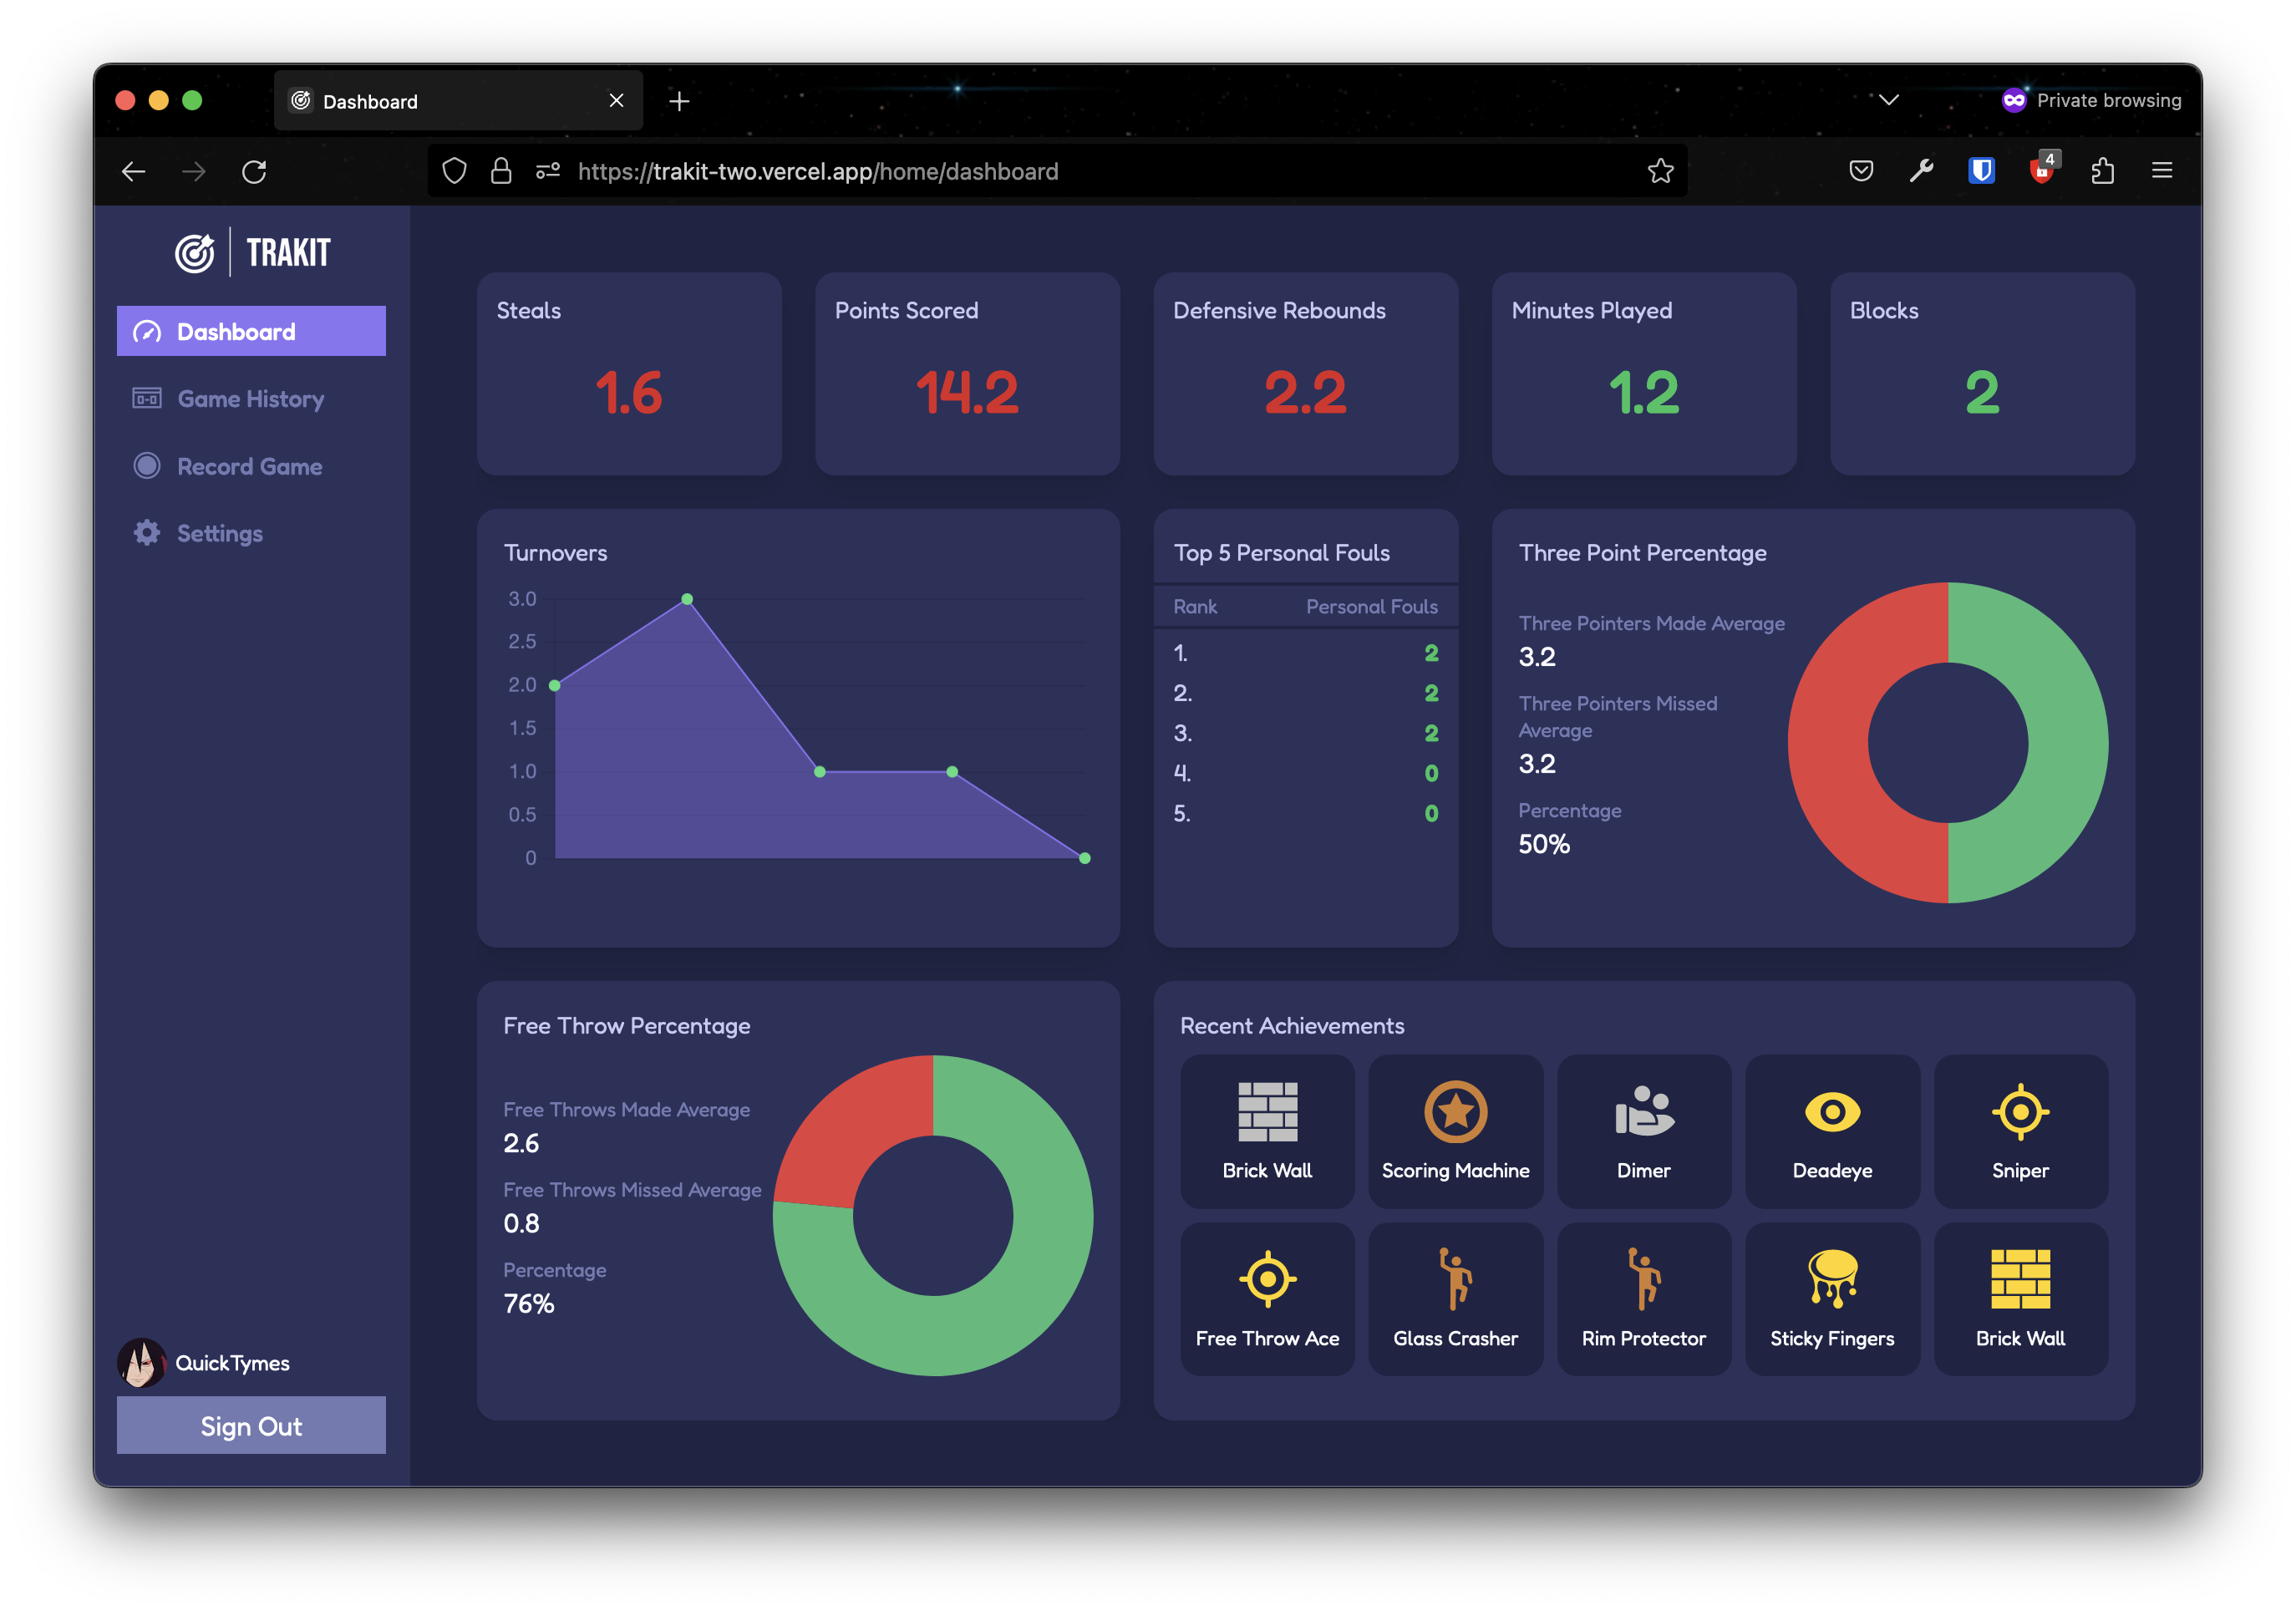 Dashboard
Private browsing
https://trakit-two.vercel.app/home/dashboard
4
TRAKIT
Dashboard
Game History
Record Game
Settings
QuickTymes
Sign Out
Steals
1.6
Points Scored
14.2
Defensive Rebounds
2.2
Minutes Played
1.2
Blocks
2
Turnovers
3.0
2.5
2.0
1.5
1.0
0.5
0
Top 5 Personal Fouls
Rank Personal Fouls
1. 2
2. 2
3. 2
4. 0
5. 0
Three Point Percentage
Three Pointers Made Average
3.2
Three Pointers Missed
Average
3.2
Percentage
50%
Free Throw Percentage
Free Throws Made Average
2.6
Free Throws Missed Average
0.8
Percentage
76%
Recent Achievements
Brick Wall
Scoring Machine
Dimer
Deadeye
Sniper
Free Throw Ace
Glass Crasher
Rim Protector
Sticky Fingers
Brick Wall